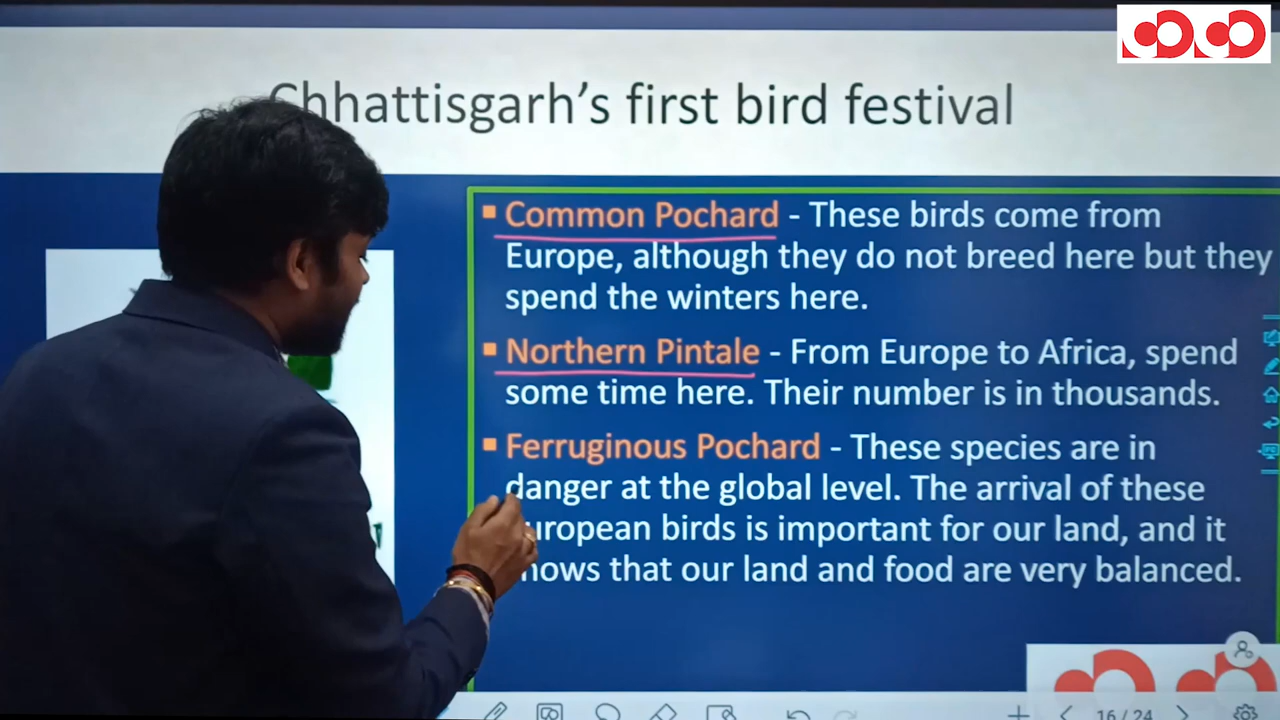 Chhattisgarh's first bird festival
▪ Common Pochard - These birds come from
Europe, although they do not breed here but they
spend the winters here.
▪ Northern Pintale - From Europe to Africa, spend
some time here. Their number is in thousands.
▪ Ferruginous Pochard - These species are in
danger at the global level. The arrival of these
European birds is important for our land, and it
shows that our land and food are very balanced.
16/24